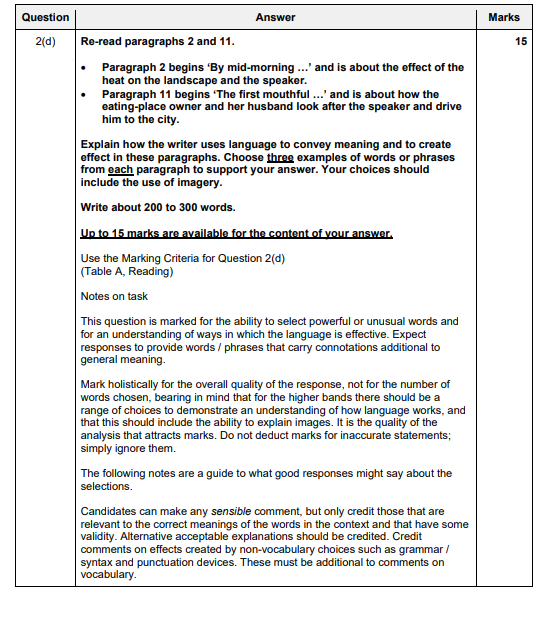 Question Answer Marks
2(d) Re-read paragraphs 2 and 11. 15
• Paragraph 2 begins ‘By mid-morning …’ and is about the effect of the
heat on the landscape and the speaker.
• Paragraph 11 begins ‘The first mouthful …’ and is about how the
eating-place owner and her husband look after the speaker and drive
him to the city.
Explain how the writer uses language to convey meaning and to create
effect in these paragraphs. Choose three examples of words or phrases
from each paragraph to support your answer. Your choices should
include the use of imagery.
Write about 200 to 300 words.
Up to 15 marks are available for the content of your answer.
Use the Marking Criteria for Question 2(d)
(Table A, Reading)
Notes on task
This question is marked for the ability to select powerful or unusual words and
for an understanding of ways in which the language is effective. Expect
responses to provide words / phrases that carry connotations additional to
general meaning.
Mark holistically for the overall quality of the response, not for the number of
words chosen, bearing in mind that for the higher bands there should be a
range of choices to demonstrate an understanding of how language works, and
that this should include the ability to explain images. It is the quality of the
analysis that attracts marks. Do not deduct marks for inaccurate statements;
simply ignore them.
The following notes are a guide to what good responses might say about the
selections.
Candidates can make any sensible comment, but only credit those that are
relevant to the correct meanings of the words in the context and that have some
validity. Alternative acceptable explanations should be credited. Credit
comments on effects created by non-vocabulary choices such as grammar /
syntax and punctuation devices. These must be additional to comments on
vocabulary.